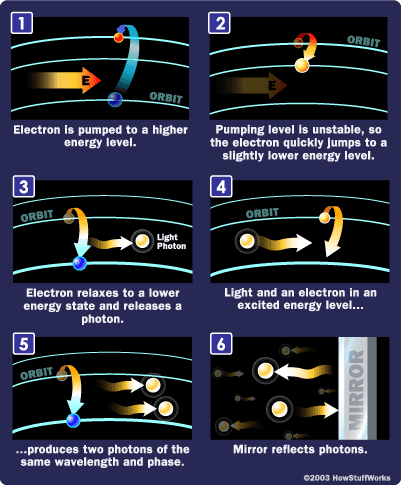 1
E
ORBIT
Electron is pumped to a higher
energy level.
2
ORBIT
E
Pumping level is unstable, so
the electron quickly jumps to a
slightly lower energy level.
3
ORBIT
Light
Photon
Electron relaxes to a lower
energy state and releases a
photon.
4
ORBIT
Light and an electron in an
excited energy level...
5
ORBIT
...produces two photons of the
same wavelength and phase.
6
MIRROR
Mirror reflects photons.
©2003 HowStuffWorks